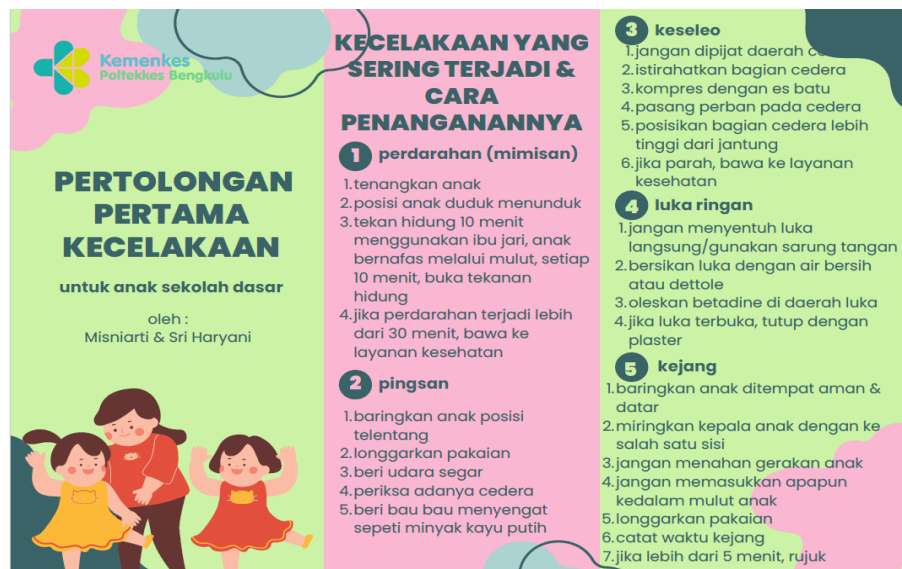 Kemenkes
Poltekkes Bengkulu
PERTOLONGAN
PERTAMA
KECELAKAAN
untuk anak sekolah dasar
oleh :
Misniarti & Sri Haryani
KECELAKAAN YANG
SERING TERJADI &
CARA
PENANGANANNYA
1 perdarahan (mimisan)
1.tenangkan anak
2.posisi anak duduk menunduk
3.tekan hidung 10 menit
menggunakan ibu jari, anak
bernafas melalui mulut, setiap
10 menit, buka tekanan
hidung
4.jika perdarahan terjadi lebih
dari 30 menit, bawa ke
layanan kesehatan
2 pingsan
1.baringkan anak posisi
telentang
2.longgarkan pakaian
3.beri udara segar
4.periksa adanya cedera
5.beri bau bau menyengat
sepeti minyak kayu putih
3 keseleo
1.jangan dipijat daerah
2.istirahatkan bagian cedera
3.kompres dengan es batu
4.pasang perban pada cedera
5.posisikan bagian cedera lebih
tinggi dari jantung
6.jika parah, bawa ke layanan
kesehatan
4 luka ringan
1.jangan menyentuh luka
langsung/gunakan sarung tangan
2.bersikan luka dengan air bersih
atau dettole
3.oleskan betadine di daerah luka
4.jika luka terbuka, tutup dengan
plaster
5 kejang
1.baringkan anak ditempat aman &
datar
2.miringkan kepala anak dengan ke
salah satu sisi
3.jangan menahan gerakan anak
4.jangan memasukkan apapun
kedalam mulut anak
5.longgarkan pakaian
6.catat waktu kejang
7.jika lebih dari 5 menit, rujuk